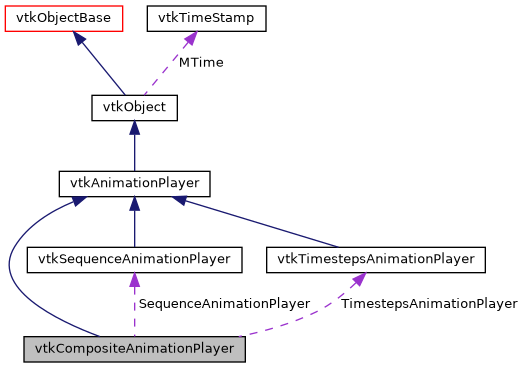 vtkObjectBase
vtkTimeStamp
MTime
vtkObject
vtkAnimationPlayer
vtkSequenceAnimationPlayer
vtkTimestepsAnimationPlayer
SequenceAnimationPlayer
TimestepsAnimationPlayer
vtkCompositeAnimationPlayer